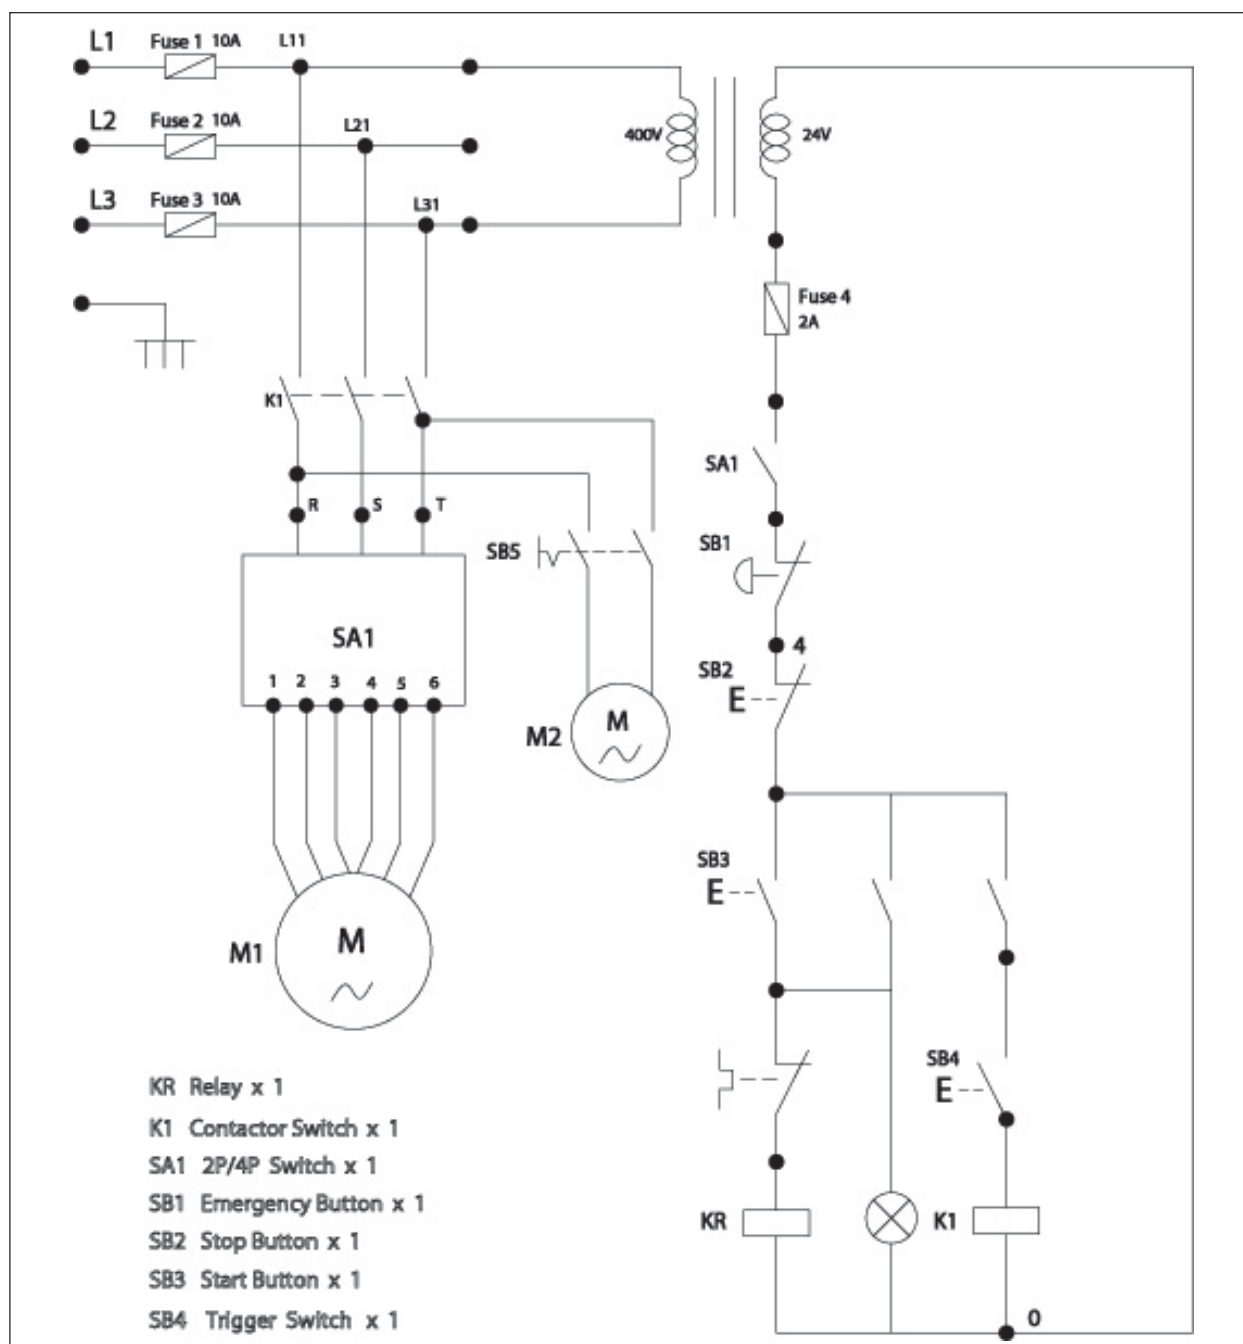 L1 Fuse 1 10A L11
L2 Fuse 2 10A L21
400V 24V
L3 Fuse 3 10A L31
Fuse 4
2A
K1
SA1
R S T
SB5 SB1
SA1
4
1 2 3 4 5 6
SB2
E
M
M2
SB3
E
M
M1
SB4
E
KR K1
0
KR Relay x 1
K1 Contactor Switch x 1
SA1 2P/4P Switch x 1
SB1 Emergency Button x 1
SB2 Stop Button x 1
SB3 Start Button x 1
SB4 Trigger Switch x 1